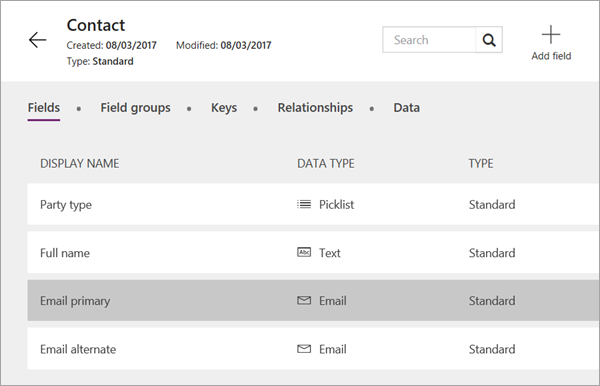 Contact
Created: 08/03/2017 Modified: 08/03/2017
Type: Standard
Search
Add field
Fields • Field groups • Keys • Relationships • Data
DISPLAY NAME DATA TYPE TYPE
Party type Picklist Standard
Full name Abc Text Standard
Email primary Email Standard
Email alternate Email Standard